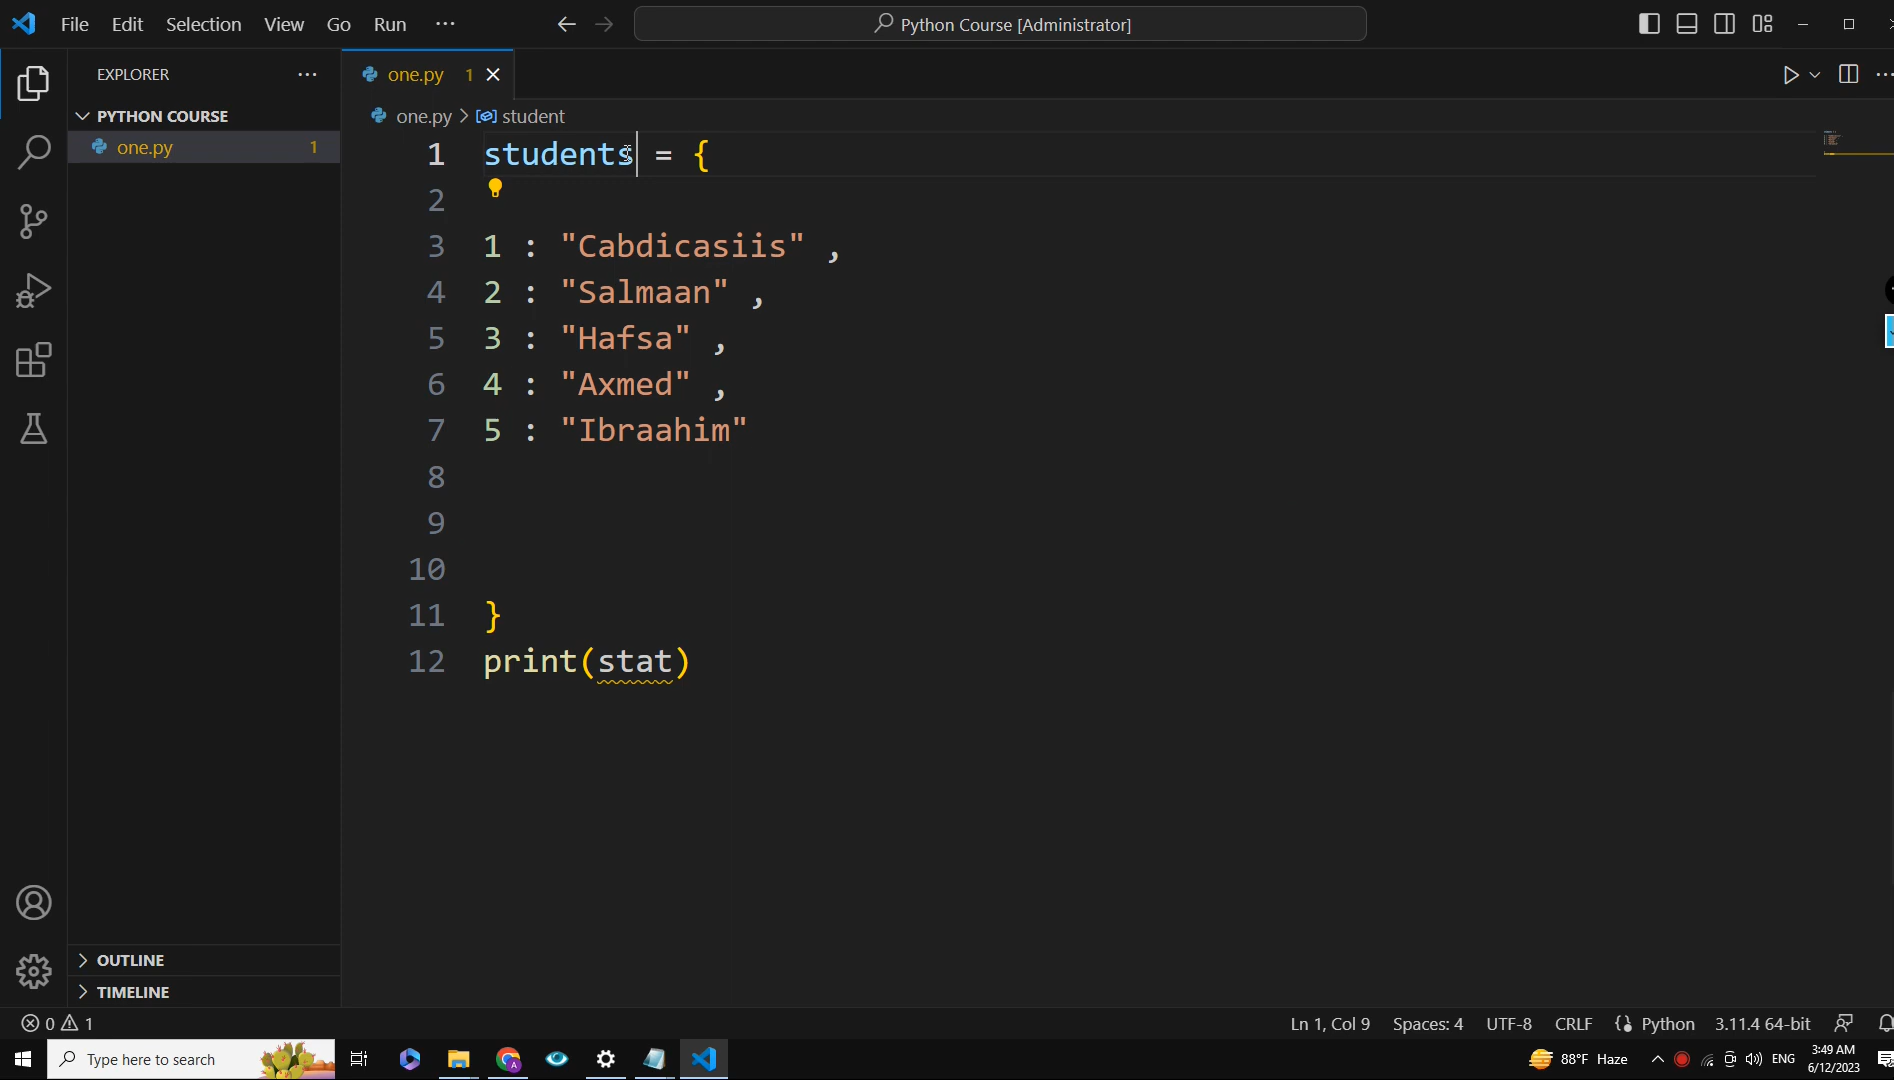 File Edit Selection View Go Run ···
Python Course [Administrator]
EXPLORER ···
one.py 1
PYTHON COURSE
one.py > student
one.py 1
1 students = {
2
3 1 : "Cabdicasiis" ,
4 2 : "Salmaan" ,
5 3 : "Hafsa" ,
6 4 : "Axmed" ,
7 5 : "Ibraahim"
8
9
10
11 }
12 print(stat)
OUTLINE
TIMELINE
0 1
Ln 1, Col 9 Spaces: 4 UTF-8 CRLF Python 3.11.4 64-bit
Type here to search
88°F Haze
ENG
3:49 AM
6/12/2023